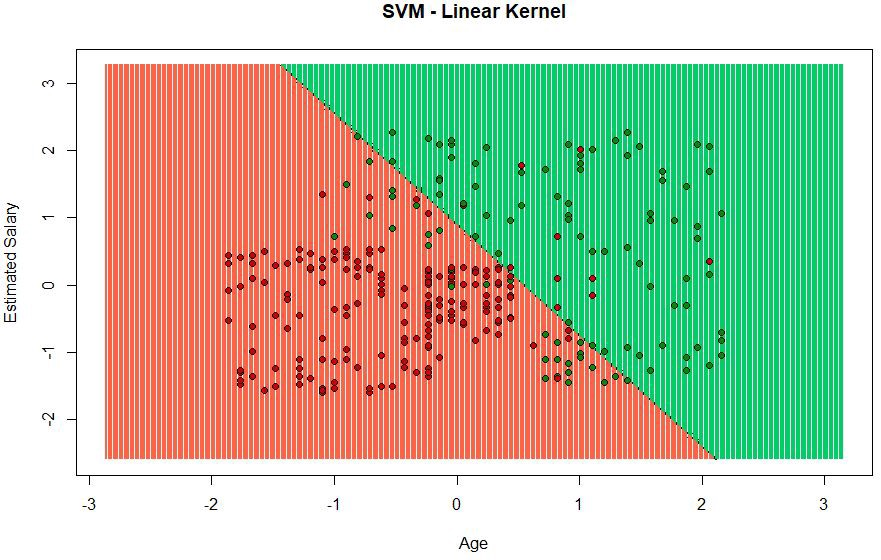 SVM - Linear Kernel
Estimated Salary
3
2
1
0
-1
-2
-3 -2 -1 0 1 2 3
Age